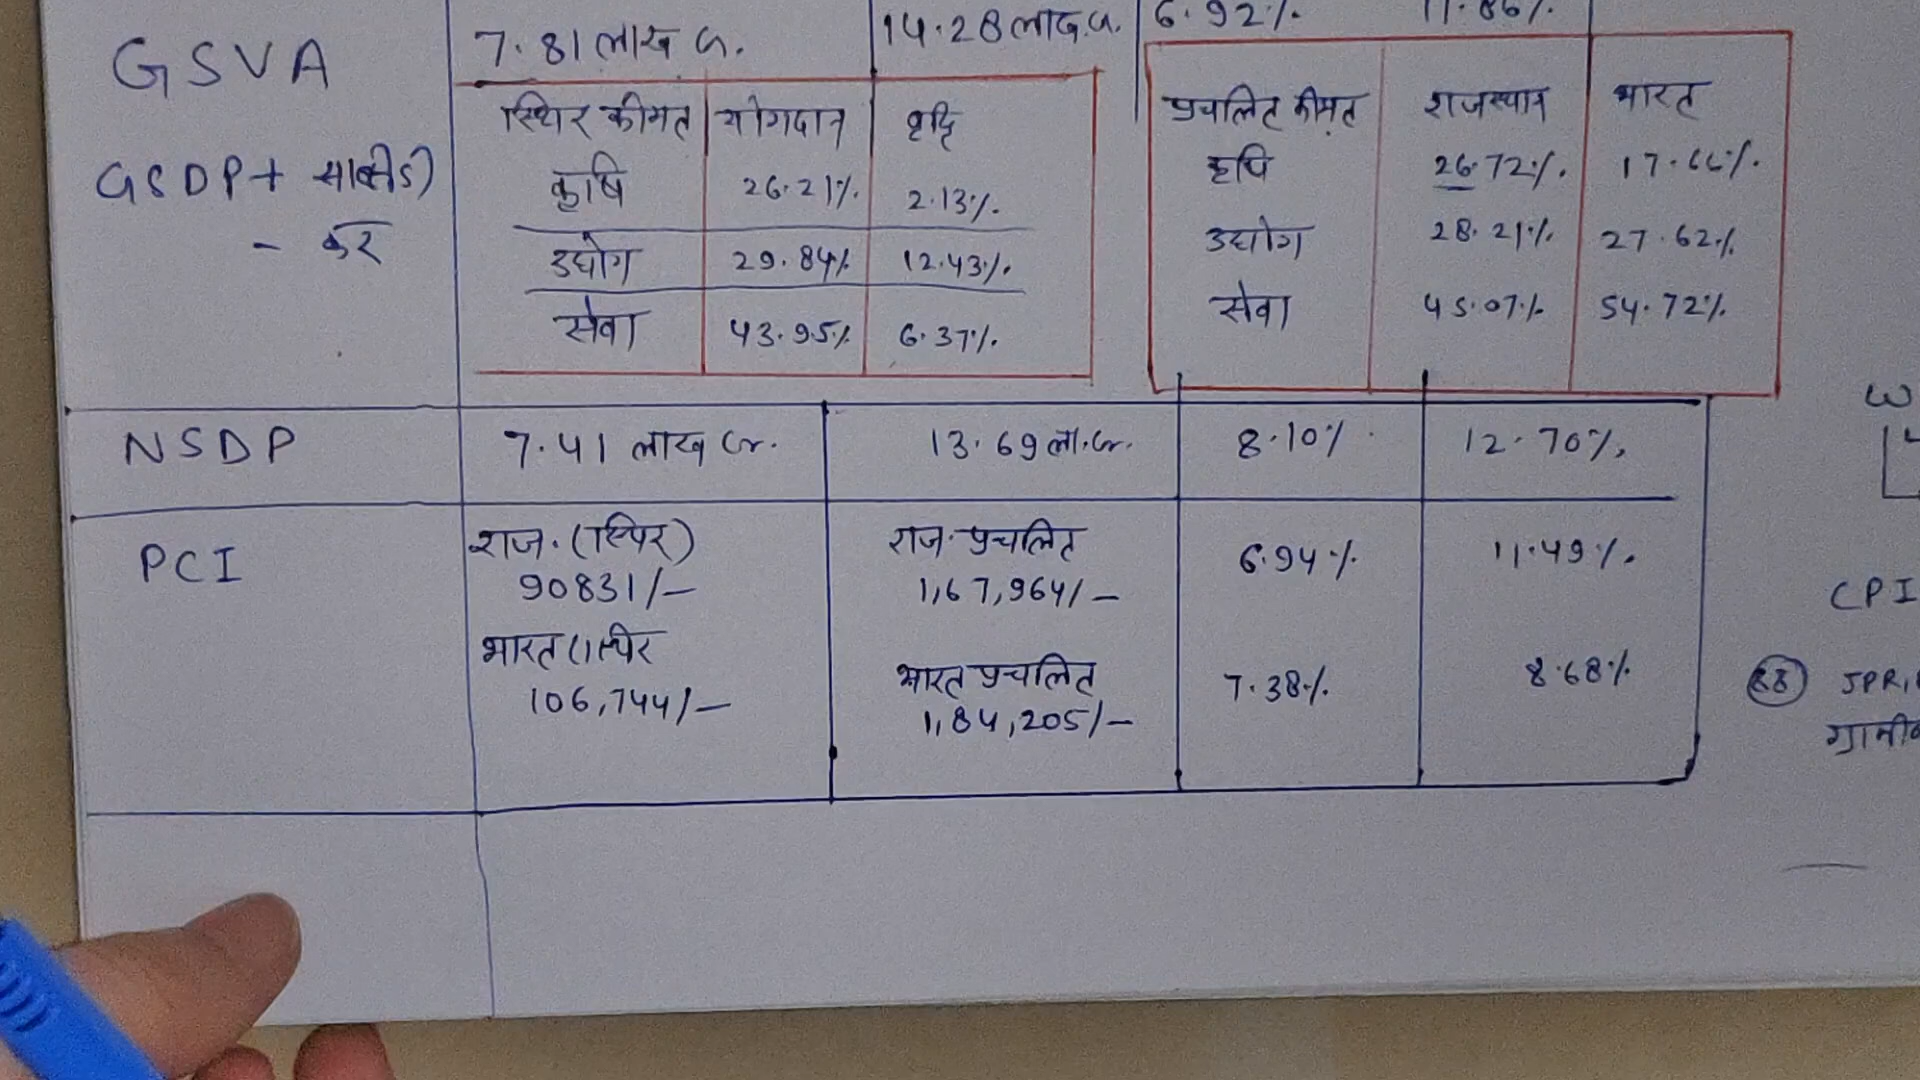 GSVA 7.81 लाख Cr. 14.28 लाख Cr. 6.92% 11.86%
GSDP + सब्सिडी
- कर
स्थिर कीमत योगदान वृद्धि
कृषि 26.21% 2.13%
उद्योग 29.84% 12.43%
सेवा 43.95% 6.37%
प्रचलित कीमत राजस्थान भारत
कृषि 26.72% 17.66%
उद्योग 28.21% 27.62%
सेवा 45.07% 54.72%
NSDP 7.41 लाख Cr. 13.69 ला.Cr. 8.10% 12.70%
PCI राज. (स्थिर) राज. प्रचलित 6.94% 11.49%
90831/- 1,67,964/-
भारत (स्थिर भारत प्रचलित 7.38% 8.68%
106,744/- 1,84,205/-
CPI
JPR,